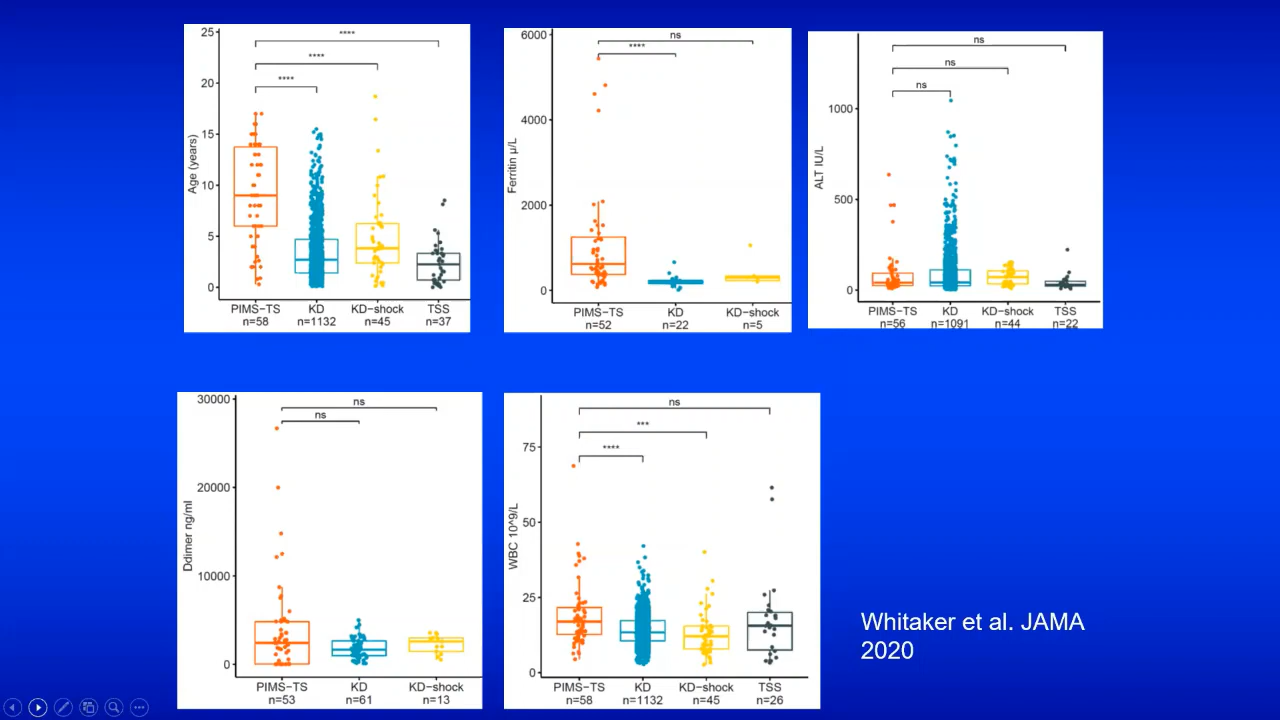 25
20
15
10
5
0
Age (years)
****
****
****
PIMS-TS
n=58
KD
n=1132
KD-shock
n=45
TSS
n=37
6000
4000
2000
0
Ferritin µ/L
ns
****
PIMS-TS
n=52
KD
n=22
KD-shock
n=5
1000
500
0
ALT IU/L
ns
ns
ns
PIMS-TS
n=56
KD
n=1091
KD-shock
n=44
TSS
n=22
30000
20000
10000
0
Ddimer ng/ml
ns
ns
PIMS-TS
n=53
KD
n=61
KD-shock
n=13
75
50
25
0
WBC 10^9/L
ns
***
****
PIMS-TS
n=58
KD
n=1132
KD-shock
n=45
TSS
n=26
Whitaker et al. JAMA
2020